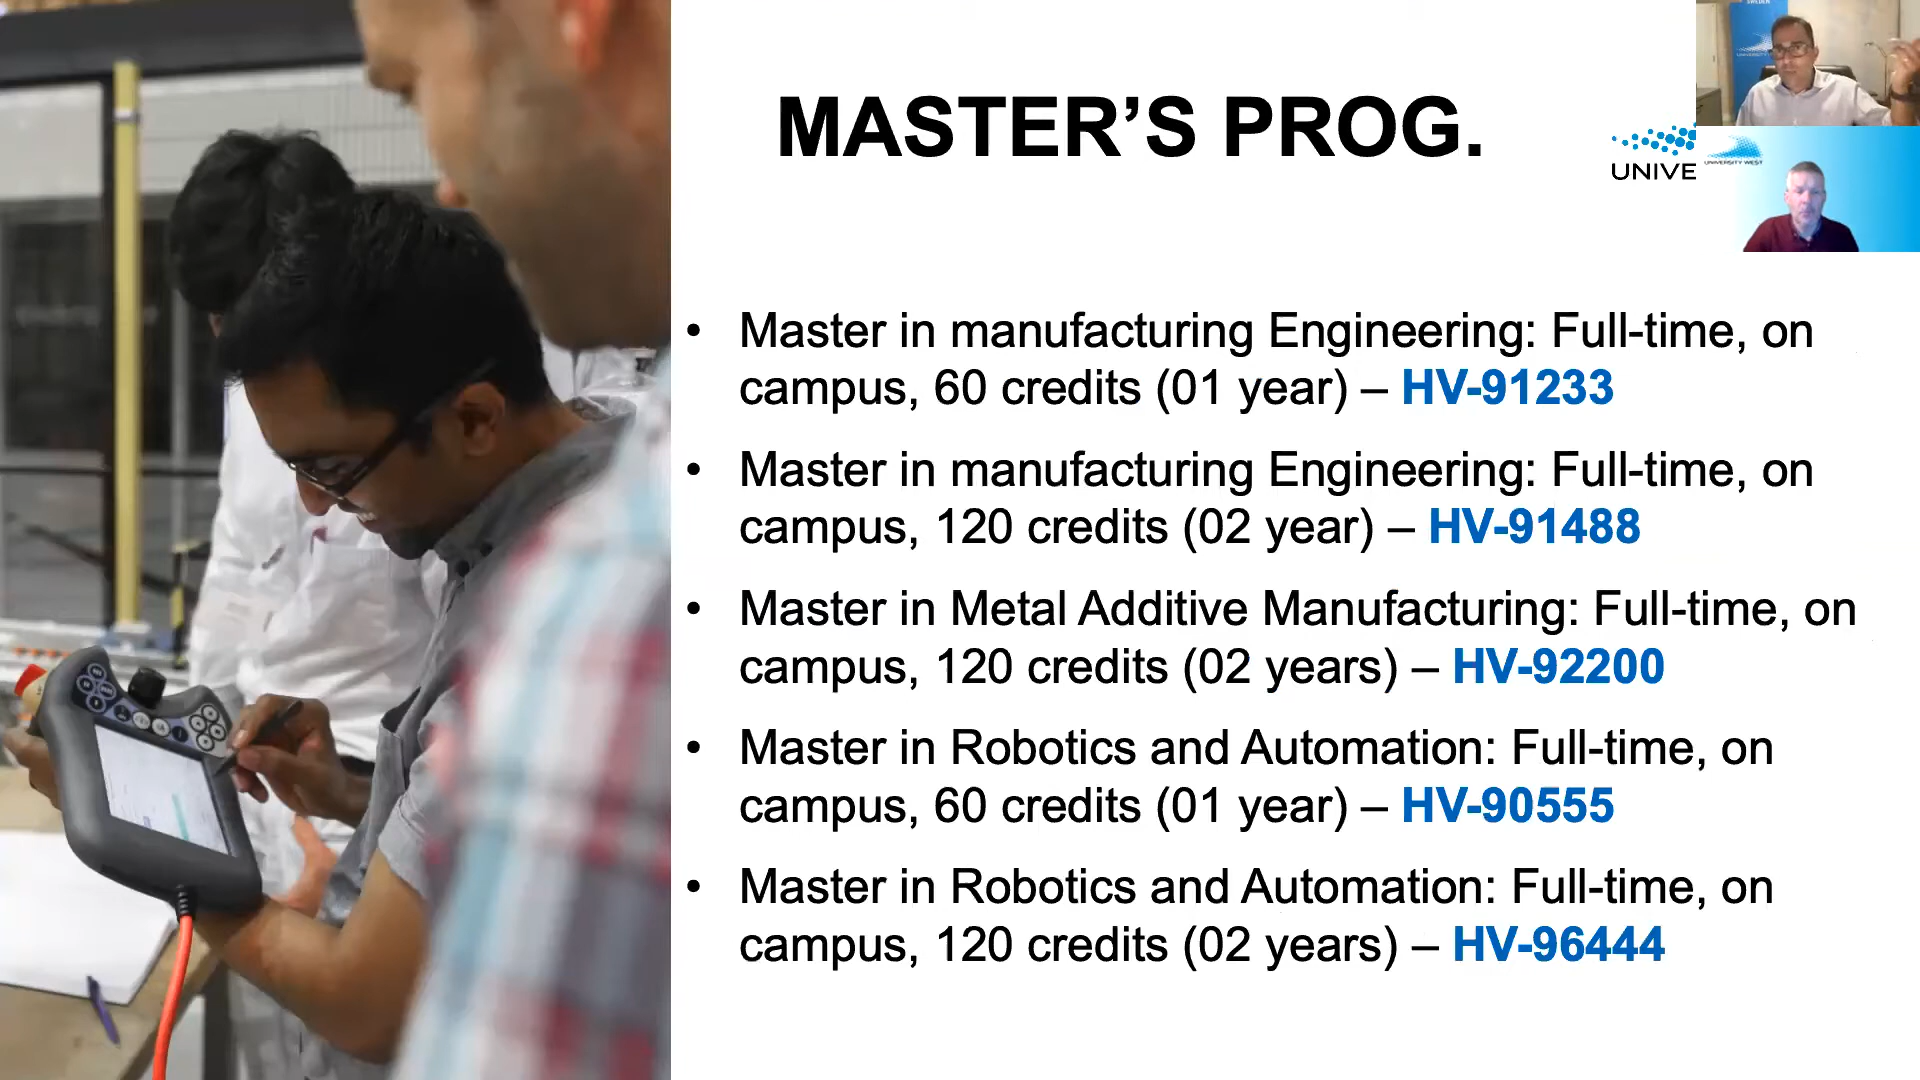 SWEDEN
MASTER’S PROG.
UNIVE
UNIVERSITY WEST
• Master in manufacturing Engineering: Full-time, on
campus, 60 credits (01 year) – HV-91233
• Master in manufacturing Engineering: Full-time, on
campus, 120 credits (02 year) – HV-91488
• Master in Metal Additive Manufacturing: Full-time, on
campus, 120 credits (02 years) – HV-92200
• Master in Robotics and Automation: Full-time, on
campus, 60 credits (01 year) – HV-90555
• Master in Robotics and Automation: Full-time, on
campus, 120 credits (02 years) – HV-96444